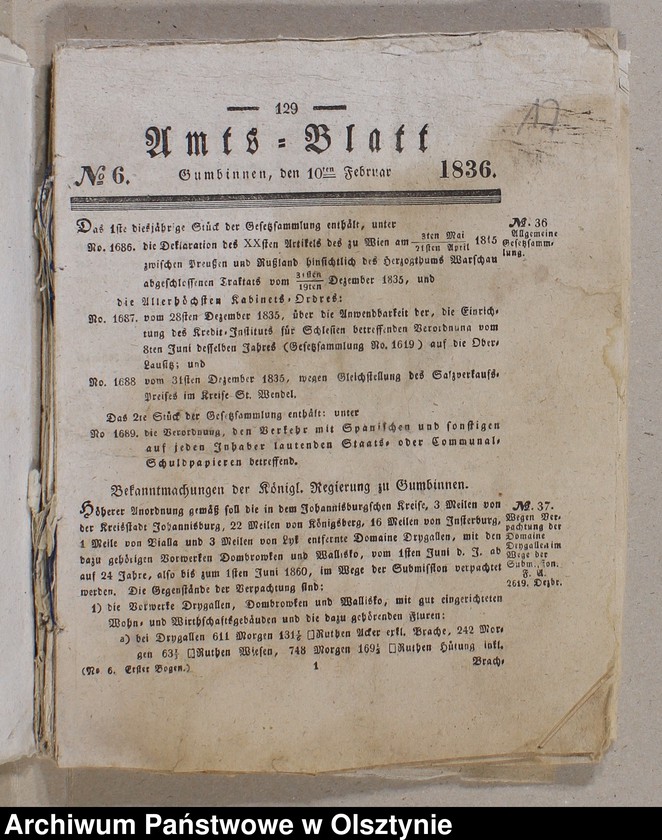 129
17
Amts-Blatt
No 6. Gumbinnen, den 10ten Februar 1836.
Das 1ste diesjährige Stück der Gesetzsammlung enthält, unter
No. 1686. die Deklaration des XXsten Artikels des zu Wien am 3ten Mai / 21sten April 1815
zwischen Preußen und Rußland hinsichtlich des Herzogthums Warschau
abgeschlossenen Traktats vom 31sten / 19ten Dezember 1835, und
die Allerhöchsten Kabinets-Ordres:
No. 1687. vom 28sten Dezember 1835, über die Anwendbarkeit der, die Einrich-
tung des Kredit-Instituts für Schlesien betreffenden Verordnung vom
8ten Juni desselben Jahres (Gesetzsammlung No. 1619) auf die Ober-
Lausitz; und
No. 1688 vom 31sten Dezember 1835, wegen Gleichstellung des Salzverkaufs-
Preises im Kreise St. Wendel.
Das 2te Stück der Gesetzsammlung enthält: unter
No 1689. die Verordnung, den Verkehr mit Spanischen und sonstigen
auf jeden Inhaber lautenden Staats- oder Communal-
Schuldpapieren betreffend.
No. 36
Allgemeine
Gesetzsamm-
lung.
Bekanntmachungen der Königl. Regierung zu Gumbinnen.
Höherer Anordnung gemäß soll die in dem Johannisburgschen Kreise, 3 Meilen von
der Kreisstadt Johannisburg, 22 Meilen von Königsberg, 16 Meilen von Insterburg,
1 Meile von Bialla und 3 Meilen von Lyk entfernte Domaine Drygallen, mit den
dazu gehörigen Vorwerken Dombrowken und Wallisko, vom 1sten Juni d. J. ab
auf 24 Jahre, also bis zum 1sten Juni 1860, im Wege der Submission verpachtet
werden. Die Gegenstände der Verpachtung sind:
1) die Vorwerke Drygallen, Dombrowken und Wallisko, mit gut eingerichteten
Wohn- und Wirthschaftsgebäuden und die dazu gehörenden Fluren:
a) bei Drygallen 611 Morgen 131½ □Ruthen Acker exkl. Brache, 242 Mor-
gen 63½ □Ruthen Wiesen, 748 Morgen 169½ □Ruthen Hütung inkl.
(No 6. Erster Bogen.) 1 Brach-
No. 37.
Wegen Ver-
pachtung der
Domaine
Drygallen im
Wege der
Submission.
F. A.
2619. Dezbr.
Archiwum Państwowe w Olsztynie